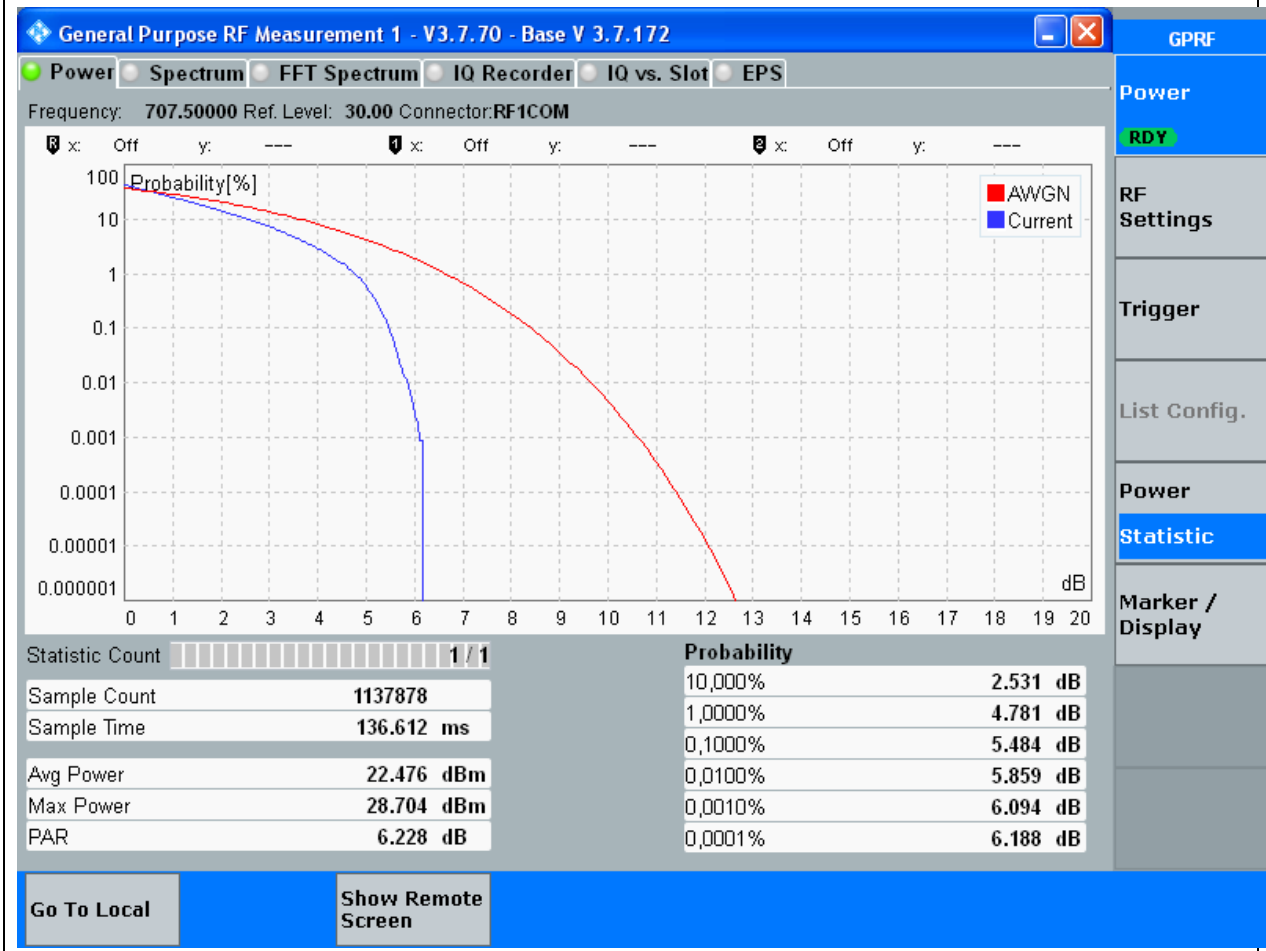 General Purpose RF Measurement 1 - V3.7.70 - Base V 3.7.172
GPRF
Power Spectrum FFT Spectrum IQ Recorder IQ vs. Slot EPS
Frequency: 707.50000 Ref. Level: 30.00 Connector:RF1COM
R x: Off y: --- 1 x: Off y: --- 2 x: Off y: ---
Probability[%]
100
10
1
0.1
0.01
0.001
0.0001
0.00001
0.000001
AWGN
Current
dB
0 1 2 3 4 5 6 7 8 9 10 11 12 13 14 15 16 17 18 19 20
Statistic Count 1 / 1
Sample Count 1137878
Sample Time 136.612 ms
Avg Power 22.476 dBm
Max Power 28.704 dBm
PAR 6.228 dB
Probability
10,000% 2.531 dB
1,0000% 4.781 dB
0,1000% 5.484 dB
0,0100% 5.859 dB
0,0010% 6.094 dB
0,0001% 6.188 dB
Power
RDY
RF
Settings
Trigger
List Config.
Power
Statistic
Marker /
Display
Go To Local
Show Remote
Screen